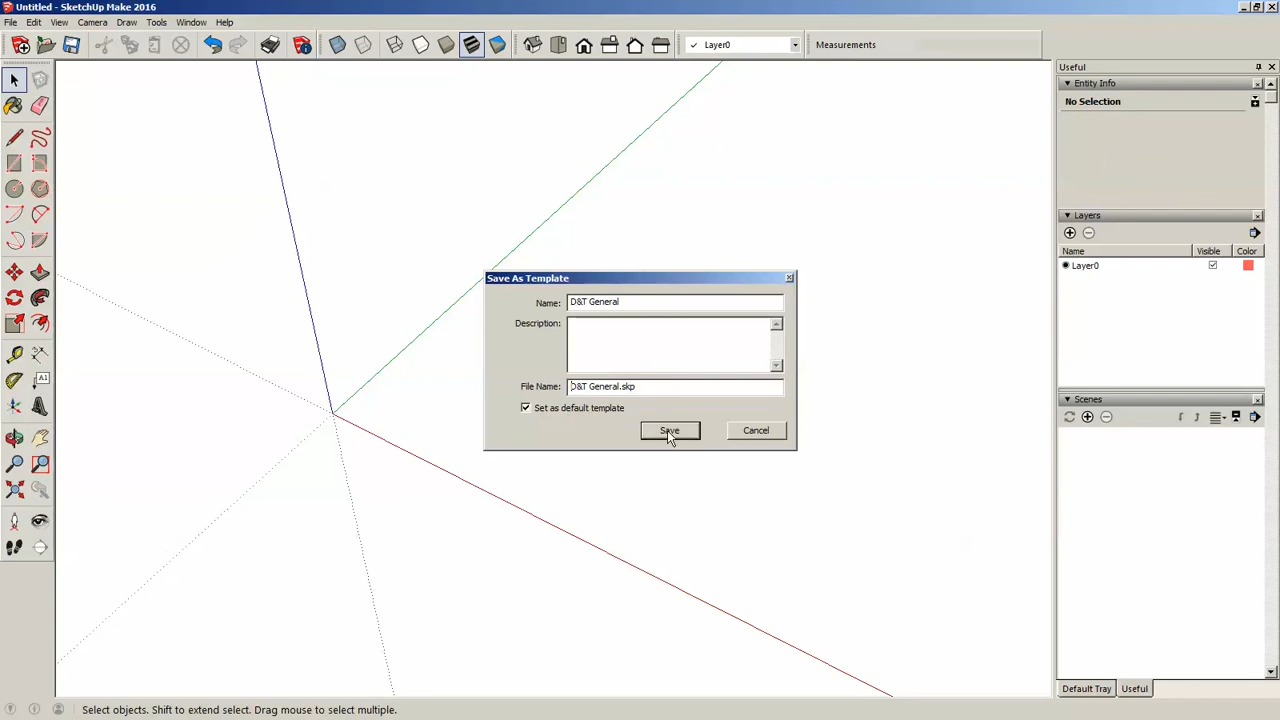 Untitled - SketchUp Make 2016
File Edit View Camera Draw Tools Window Help
Layer0
Measurements
Useful
Entity Info
No Selection
Layers
Name Visible Color
Layer0
Scenes
Save As Template
Name: D&T General
Description:
File Name: D&T General.skp
Set as default template
Save Cancel
A1
Default Tray Useful
Select objects. Shift to extend select. Drag mouse to select multiple.